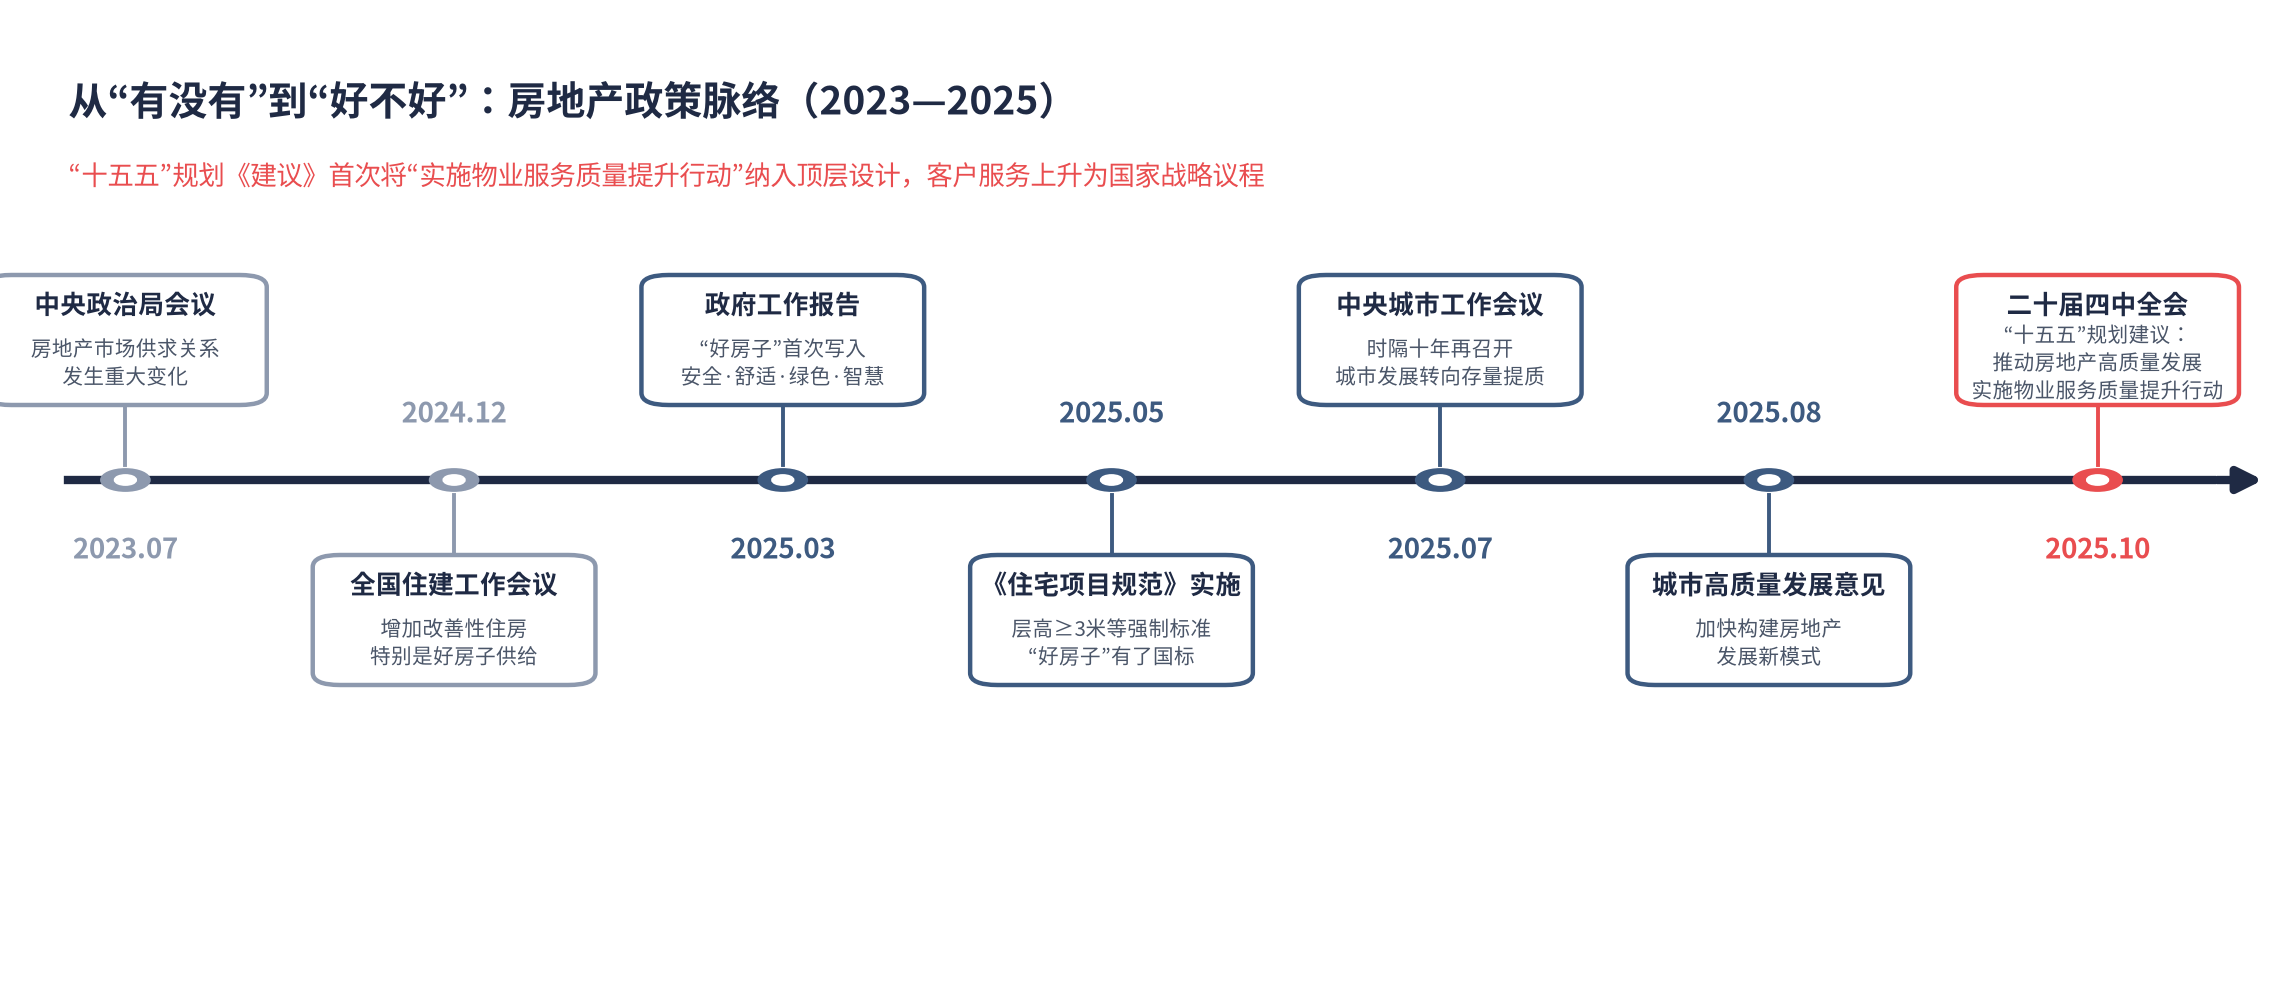 从“有没有”到“好不好”：房地产政策脉络（2023—2025）
“十五五”规划《建议》首次将“实施物业服务质量提升行动”纳入顶层设计，客户服务上升为国家战略议程
中央政治局会议
房地产市场供求关系
发生重大变化
2023.07
2024.12
全国住建工作会议
增加改善性住房
特别是好房子供给
政府工作报告
“好房子”首次写入
安全·舒适·绿色·智慧
2025.03
2025.05
《住宅项目规范》实施
层高≥3米等强制标准
“好房子”有了国标
中央城市工作会议
时隔十年再召开
城市发展转向存量提质
2025.07
2025.08
城市高质量发展意见
加快构建房地产
发展新模式
二十届四中全会
“十五五”规划建议：
推动房地产高质量发展
实施物业服务质量提升行动
2025.10